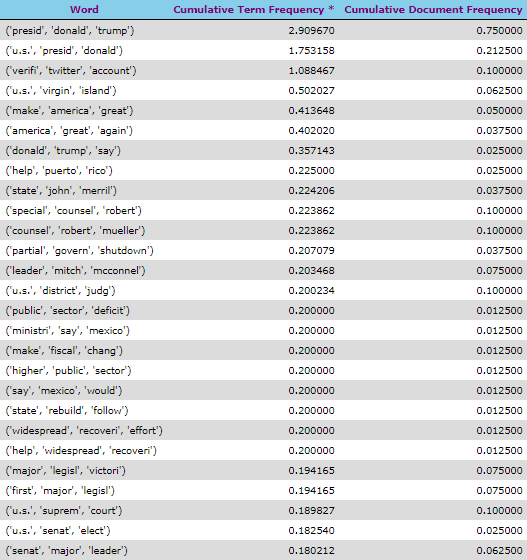 Word Cumulative Term Frequency * Cumulative Document Frequency
('presid', 'donald', 'trump') 2.909670 0.750000
('u.s.', 'presid', 'donald') 1.753158 0.212500
('verifi', 'twitter', 'account') 1.088467 0.100000
('u.s.', 'virgin', 'island') 0.502027 0.062500
('make', 'america', 'great') 0.413648 0.050000
('america', 'great', 'again') 0.402020 0.037500
('donald', 'trump', 'say') 0.357143 0.025000
('help', 'puerto', 'rico') 0.225000 0.025000
('state', 'john', 'merril') 0.224206 0.037500
('special', 'counsel', 'robert') 0.223862 0.100000
('counsel', 'robert', 'mueller') 0.223862 0.100000
('partial', 'govern', 'shutdown') 0.207079 0.037500
('leader', 'mitch', 'mcconnel') 0.203468 0.075000
('u.s.', 'district', 'judg') 0.200234 0.100000
('public', 'sector', 'deficit') 0.200000 0.012500
('ministri', 'say', 'mexico') 0.200000 0.012500
('make', 'fiscal', 'chang') 0.200000 0.012500
('higher', 'public', 'sector') 0.200000 0.012500
('say', 'mexico', 'would') 0.200000 0.012500
('state', 'rebuild', 'follow') 0.200000 0.012500
('widespread', 'recoveri', 'effort') 0.200000 0.012500
('help', 'widespread', 'recoveri') 0.200000 0.012500
('major', 'legisl', 'victori') 0.194165 0.075000
('first', 'major', 'legisl') 0.194165 0.075000
('u.s.', 'suprem', 'court') 0.189827 0.100000
('u.s.', 'senat', 'elect') 0.182540 0.025000
('senat', 'major', 'leader') 0.180212 0.062500